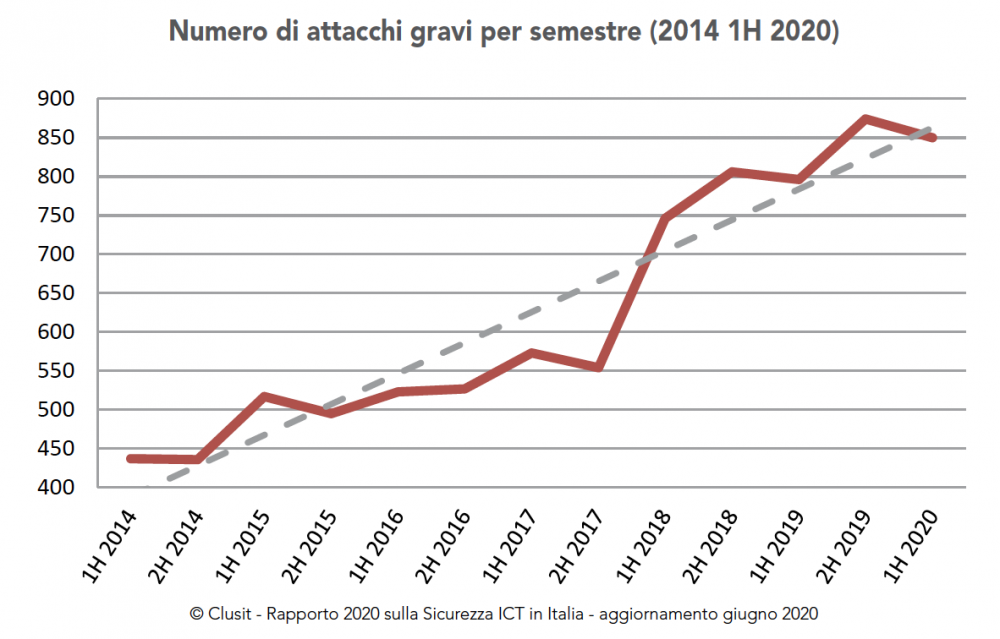 Numero di attacchi gravi per semestre (2014 1H 2020)
900
850
800
750
700
650
600
550
500
450
400
1H 2014
2H 2014
1H 2015
2H 2015
1H 2016
2H 2016
1H 2017
2H 2017
1H 2018
2H 2018
1H 2019
2H 2019
1H 2020
© Clusit - Rapporto 2020 sulla Sicurezza ICT in Italia - aggiornamento giugno 2020